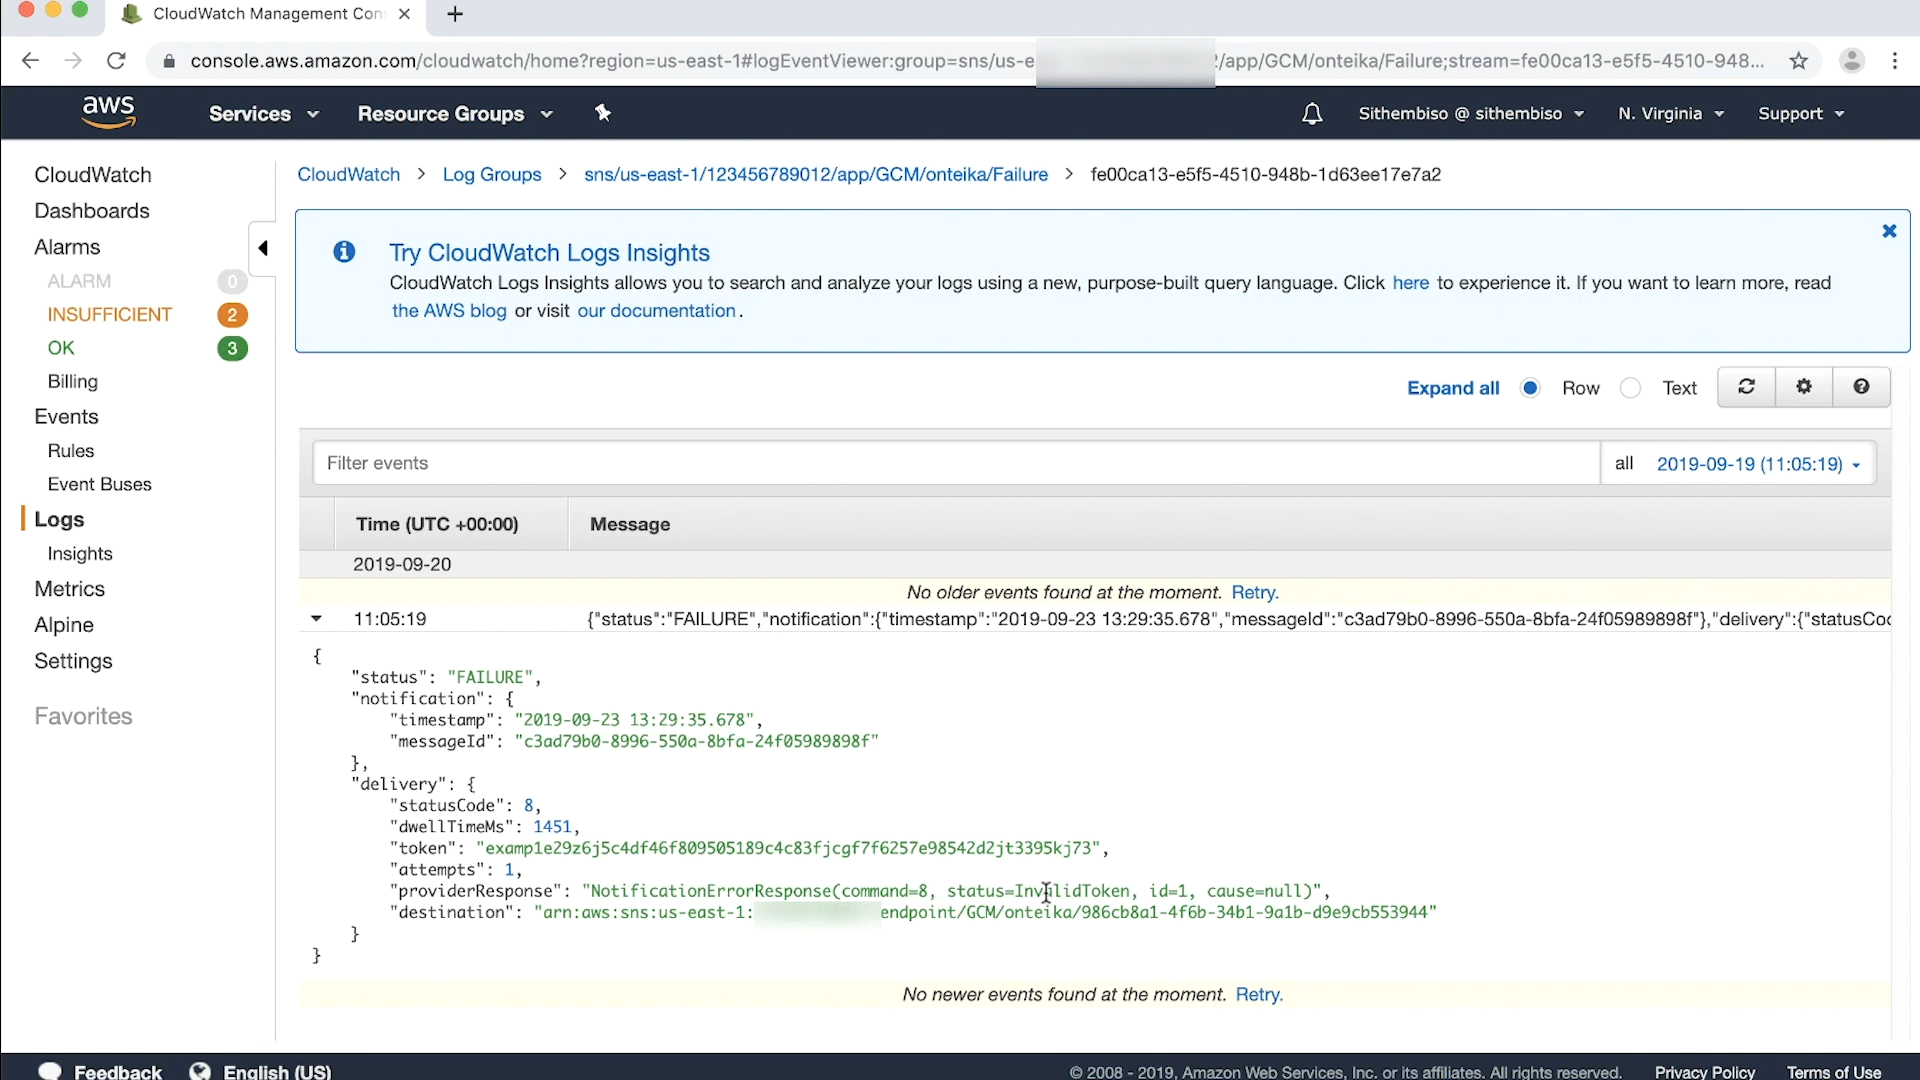 CloudWatch Management Con
console.aws.amazon.com/cloudwatch/home?region=us-east-1#logEventViewer:group=sns/us-e /app/GCM/onteika/Failure;stream=fe00ca13-e5f5-4510-948...
aws Services Resource Groups Sithembiso @ sithembiso N. Virginia Support
CloudWatch
Dashboards
Alarms
ALARM 0
INSUFFICIENT 2
OK 3
Billing
Events
Rules
Event Buses
Logs
Insights
Metrics
Alpine
Settings
Favorites
CloudWatch > Log Groups > sns/us-east-1/123456789012/app/GCM/onteika/Failure > fe00ca13-e5f5-4510-948b-1d63ee17e7a2
Try CloudWatch Logs Insights
CloudWatch Logs Insights allows you to search and analyze your logs using a new, purpose-built query language. Click here to experience it. If you want to learn more, read
the AWS blog or visit our documentation.
Expand all Row Text
Filter events all 2019-09-19 (11:05:19)
Time (UTC +00:00) Message
2019-09-20
No older events found at the moment. Retry.
11:05:19 {"status":"FAILURE","notification":{"timestamp":"2019-09-23 13:29:35.678","messageId":"c3ad79b0-8996-550a-8bfa-24f05989898f"},"delivery":{"statusCod
{
"status": "FAILURE",
"notification": {
"timestamp": "2019-09-23 13:29:35.678",
"messageId": "c3ad79b0-8996-550a-8bfa-24f05989898f"
},
"delivery": {
"statusCode": 8,
"dwellTimeMs": 1451,
"token": "examp1e29z6j5c4df46f809505189c4c83fjcgf7f6257e98542d2jt3395kj73",
"attempts": 1,
"providerResponse": "NotificationErrorResponse(command=8, status=InvalidToken, id=1, cause=null)",
"destination": "arn:aws:sns:us-east-1: endpoint/GCM/onteika/986cb8a1-4f6b-34b1-9a1b-d9e9cb553944"
}
}
No newer events found at the moment. Retry.
Feedback English (US) © 2008 - 2019, Amazon Web Services, Inc. or its affiliates. All rights reserved. Privacy Policy Terms of Use